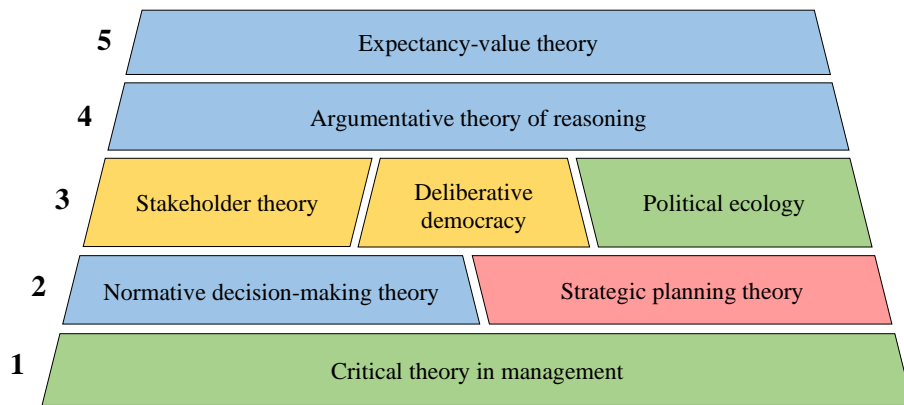 5
Expectancy-value theory
4
Argumentative theory of reasoning
3
Stakeholder theory
Deliberative
democracy
Political ecology
2
Normative decision-making theory
Strategic planning theory
1
Critical theory in management